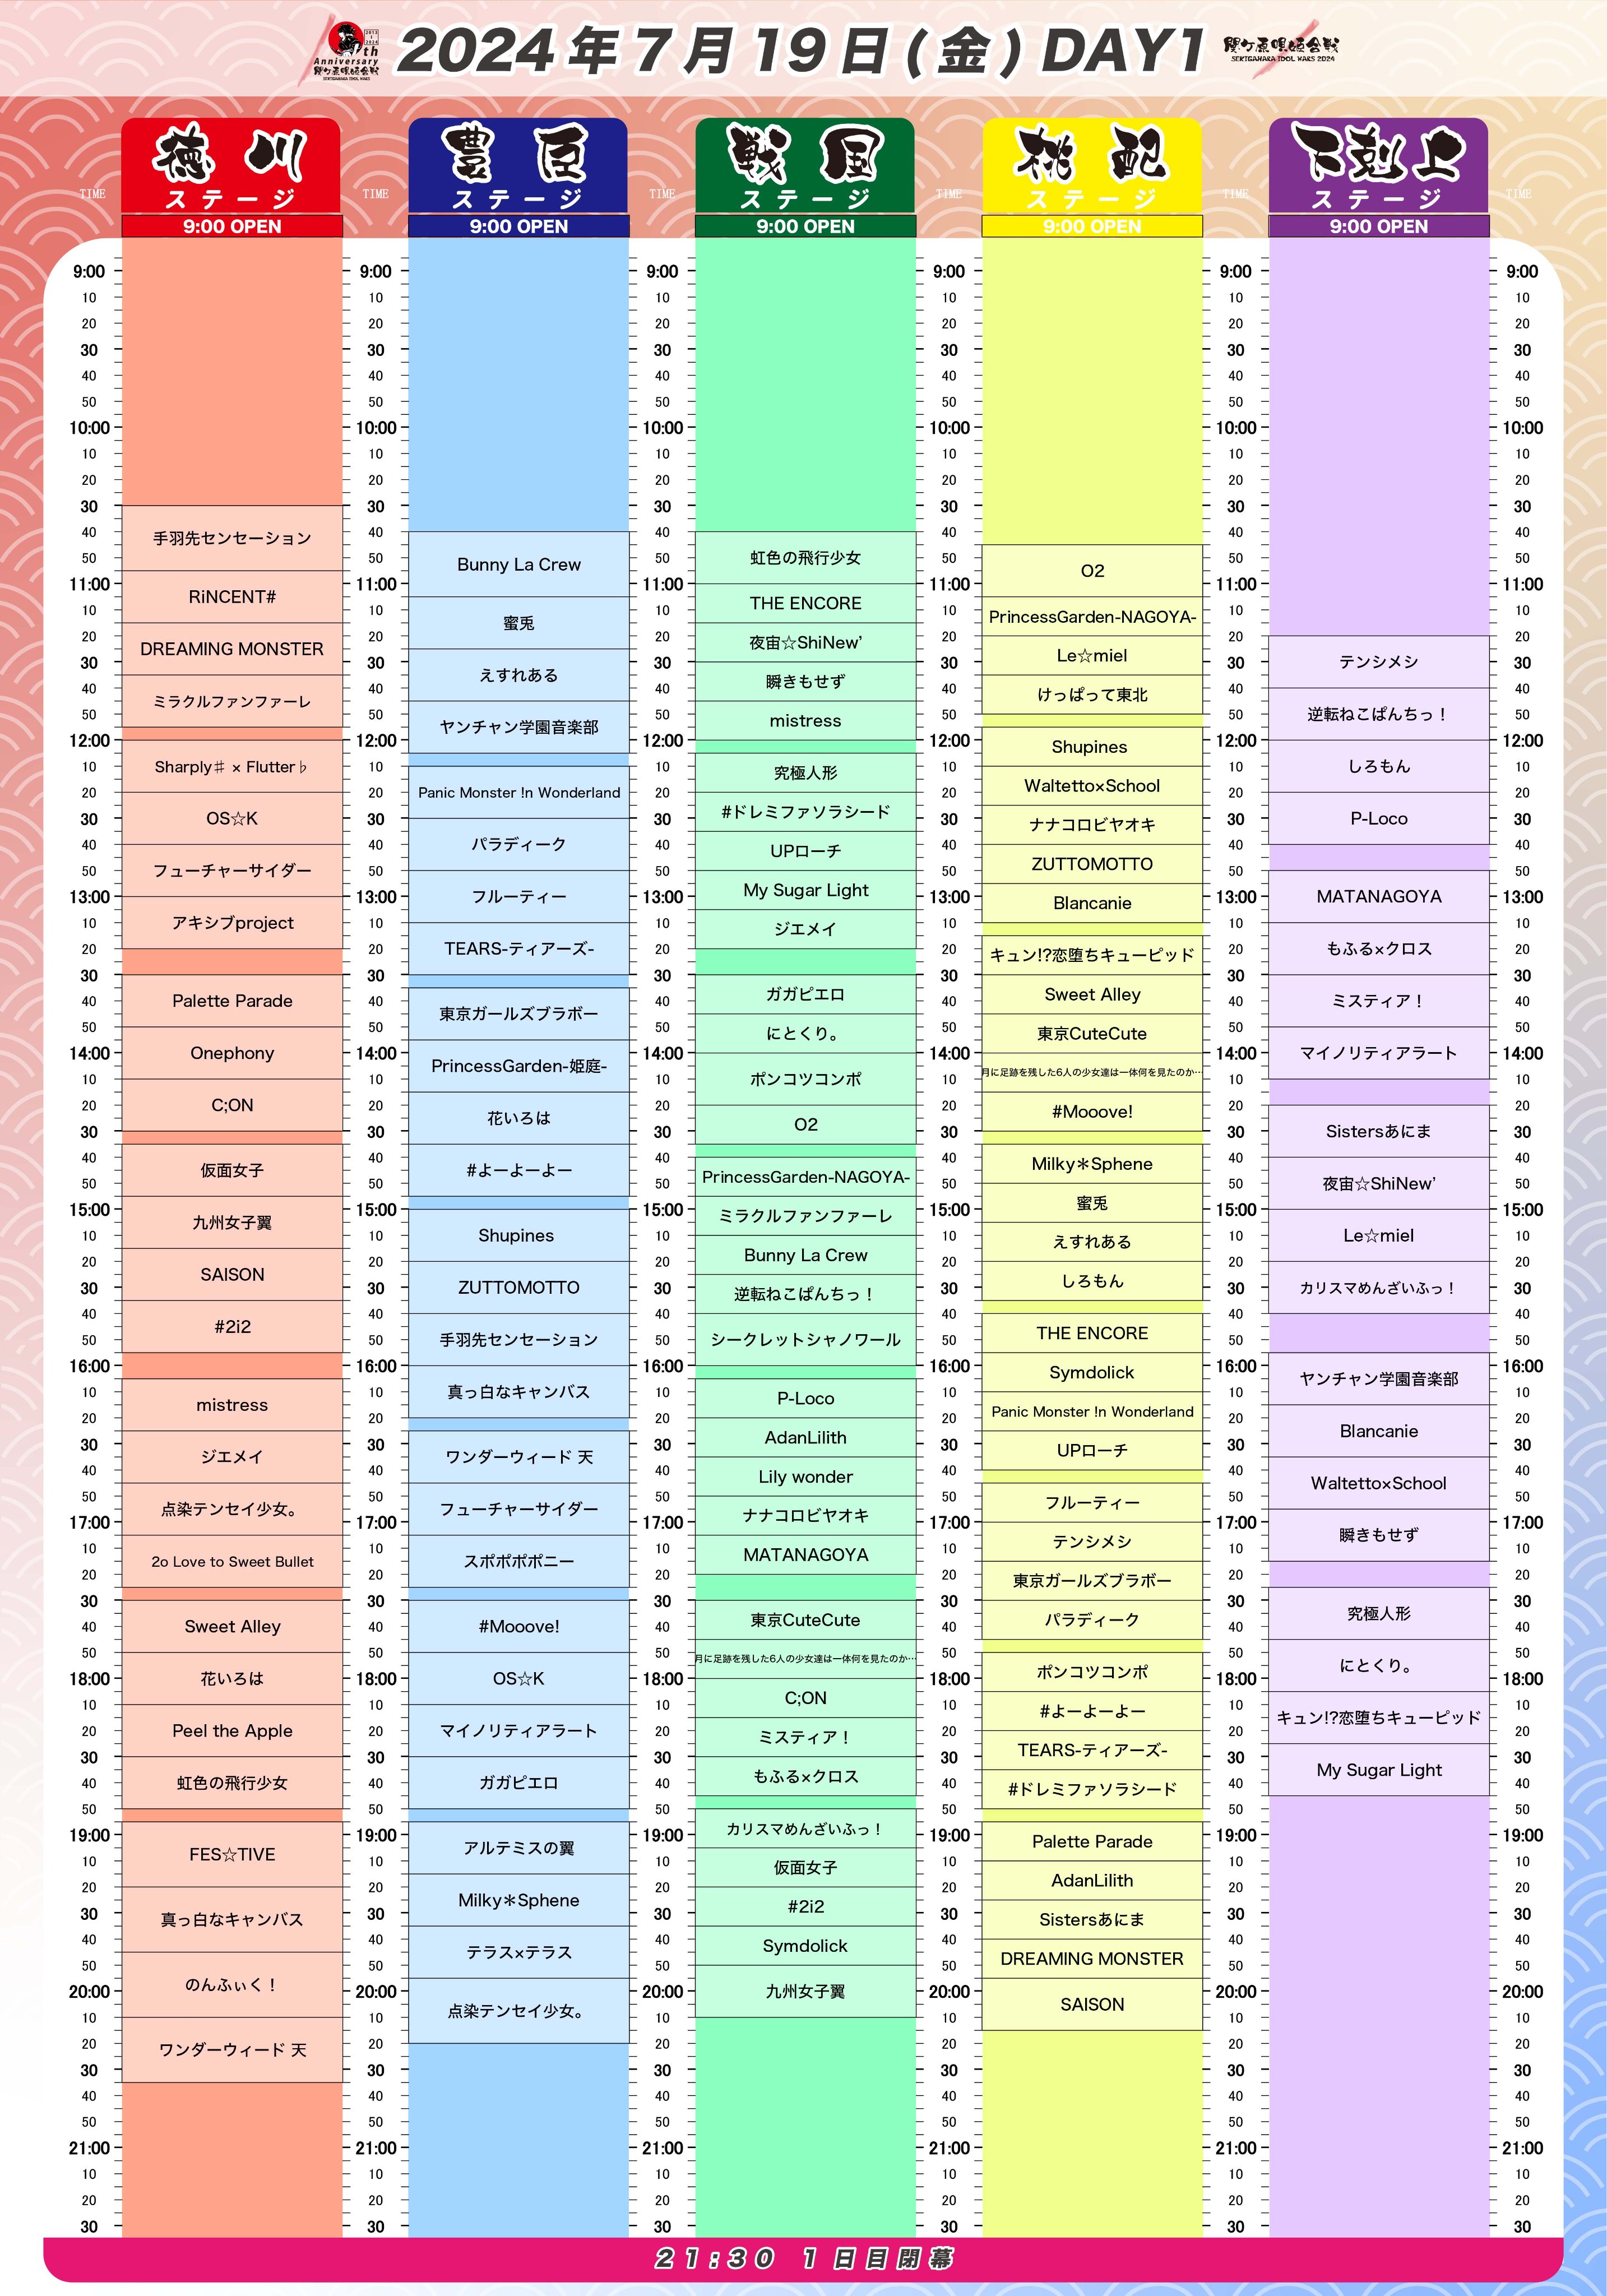 2013-2024
10th
Anniversary
関ケ原唄姫合戦
SEKIGAHARA IDOL WARS
2024年7月19日(金) DAY1
関ケ原唄姫合戦
SEKIGAHARA IDOL WARS 2024
TIME
徳川
ステージ
9:00 OPEN
手羽先センセーション
RiNCENT#
DREAMING MONSTER
ミラクルファンファーレ
Sharply♯ × Flutter♭
OS☆K
フューチャーサイダー
アキシブproject
Palette Parade
Onephony
C;ON
仮面女子
九州女子翼
SAISON
#2i2
mistress
ジエメイ
点染テンセイ少女。
2o Love to Sweet Bullet
Sweet Alley
花いろは
Peel the Apple
虹色の飛行少女
FES☆TIVE
真っ白なキャンバス
のんふぃく！
ワンダーウィード 天
TIME
豊臣
ステージ
9:00 OPEN
Bunny La Crew
蜜兎
えすれある
ヤンチャン学園音楽部
Panic Monster !n Wonderland
パラディーク
フルーティー
TEARS-ティアーズ-
東京ガールズブラボー
PrincessGarden-姫庭-
花いろは
#よーよーよー
Shupines
ZUTTOMOTTO
手羽先センセーション
真っ白なキャンバス
ワンダーウィード 天
フューチャーサイダー
スポポポポニー
#Mooove!
OS☆K
マイノリティアラート
ガガピエロ
アルテミスの翼
Milky＊Sphene
テラス×テラス
点染テンセイ少女。
TIME
戦国
ステージ
9:00 OPEN
虹色の飛行少女
THE ENCORE
夜宙☆ShiNew’
瞬きもせず
mistress
究極人形
#ドレミファソラシード
UPローチ
My Sugar Light
ジエメイ
ガガピエロ
にとくり。
ポンコツコンポ
O2
PrincessGarden-NAGOYA-
ミラクルファンファーレ
Bunny La Crew
逆転ねこぱんちっ！
シークレットシャノワール
P-Loco
AdanLilith
Lily wonder
ナナコロビヤオキ
MATANAGOYA
東京CuteCute
月に足跡を残した6人の少女達は一体何を見たのか…
C;ON
ミスティア！
もふる×クロス
カリスマめんざいふっ！
仮面女子
#2i2
Symdolick
九州女子翼
TIME
桃配
ステージ
9:00 OPEN
O2
PrincessGarden-NAGOYA-
Le☆miel
けっぱって東北
Shupines
Waltetto×School
ナナコロビヤオキ
ZUTTOMOTTO
Blancanie
キュン!?恋堕ちキューピッド
Sweet Alley
東京CuteCute
月に足跡を残した6人の少女達は一体何を見たのか…
#Mooove!
Milky＊Sphene
蜜兎
えすれある
しろもん
THE ENCORE
Symdolick
Panic Monster !n Wonderland
UPローチ
フルーティー
テンシメシ
東京ガールズブラボー
パラディーク
ポンコツコンポ
#よーよーよー
TEARS-ティアーズ-
#ドレミファソラシード
Palette Parade
AdanLilith
Sistersあにま
DREAMING MONSTER
SAISON
TIME
下剋上
ステージ
9:00 OPEN
テンシメシ
逆転ねこぱんちっ！
しろもん
P-Loco
MATANAGOYA
もふる×クロス
ミスティア！
マイノリティアラート
Sistersあにま
夜宙☆ShiNew’
Le☆miel
カリスマめんざいふっ！
ヤンチャン学園音楽部
Blancanie
Waltetto×School
瞬きもせず
究極人形
にとくり。
キュン!?恋堕ちキューピッド
My Sugar Light
TIME
9:00
10
20
30
40
50
10:00
10
20
30
40
50
11:00
10
20
30
40
50
12:00
10
20
30
40
50
13:00
10
20
30
40
50
14:00
10
20
30
40
50
15:00
10
20
30
40
50
16:00
10
20
30
40
50
17:00
10
20
30
40
50
18:00
10
20
30
40
50
19:00
10
20
30
40
50
20:00
10
20
30
40
50
21:00
10
20
30
21:30 1日目閉幕